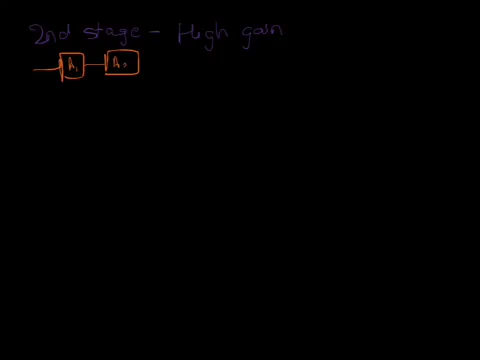 2nd stage - High gain
A₁ A₂